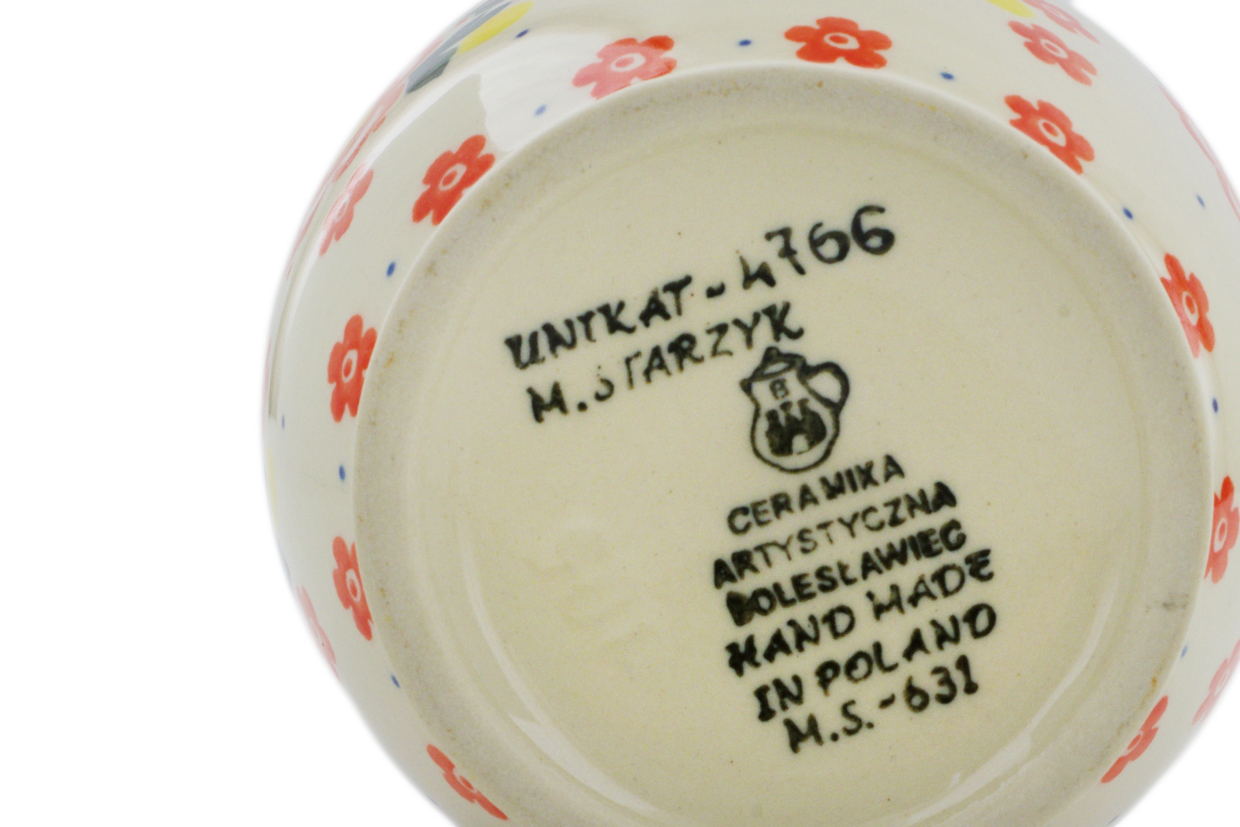 UNIKAT - 4766
M. STARZYK
B
CERAMIKA
ARTYSTYCZNA
BOLESŁAWIEC
HAND MADE
IN POLAND
M.S. - 631